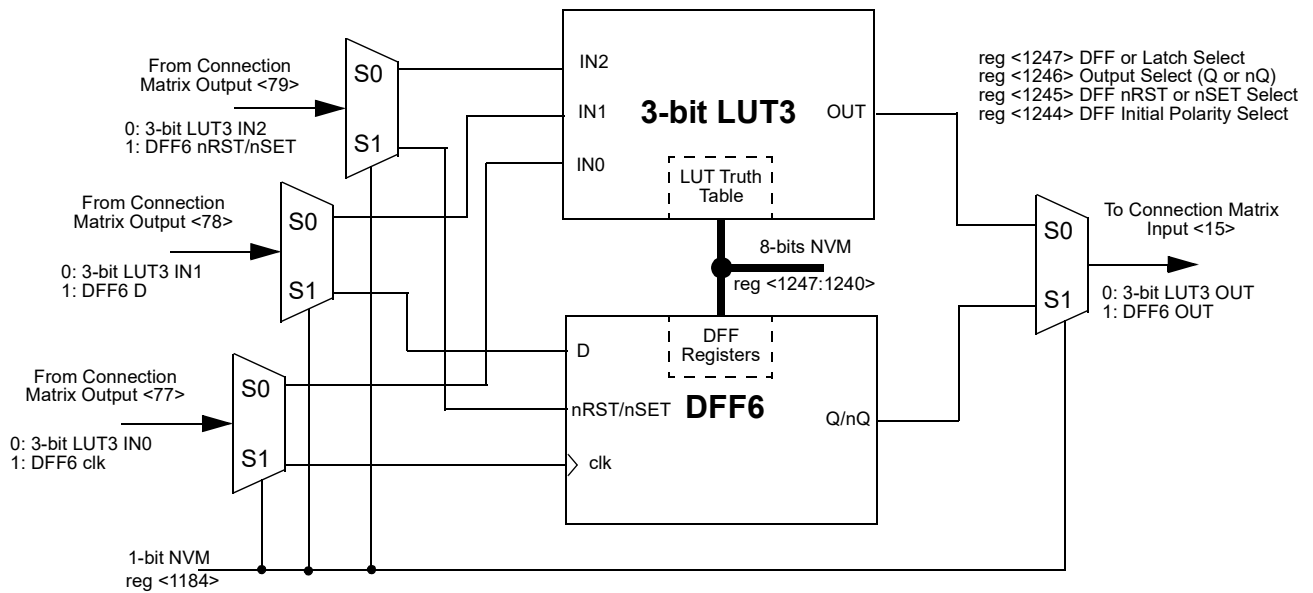 From Connection
Matrix Output <79>
0: 3-bit LUT3 IN2
1: DFF6 nRST/nSET
S0
S1
From Connection
Matrix Output <78>
0: 3-bit LUT3 IN1
1: DFF6 D
S0
S1
From Connection
Matrix Output <77>
0: 3-bit LUT3 IN0
1: DFF6 clk
S0
S1
1-bit NVM
reg <1184>
IN2
IN1
IN0
3-bit LUT3
OUT
LUT Truth
Table
8-bits NVM
reg <1247:1240>
DFF
Registers
D
nRST/nSET
clk
DFF6
Q/nQ
reg <1247> DFF or Latch Select
reg <1246> Output Select (Q or nQ)
reg <1245> DFF nRST or nSET Select
reg <1244> DFF Initial Polarity Select
S0
S1
To Connection Matrix
Input <15>
0: 3-bit LUT3 OUT
1: DFF6 OUT